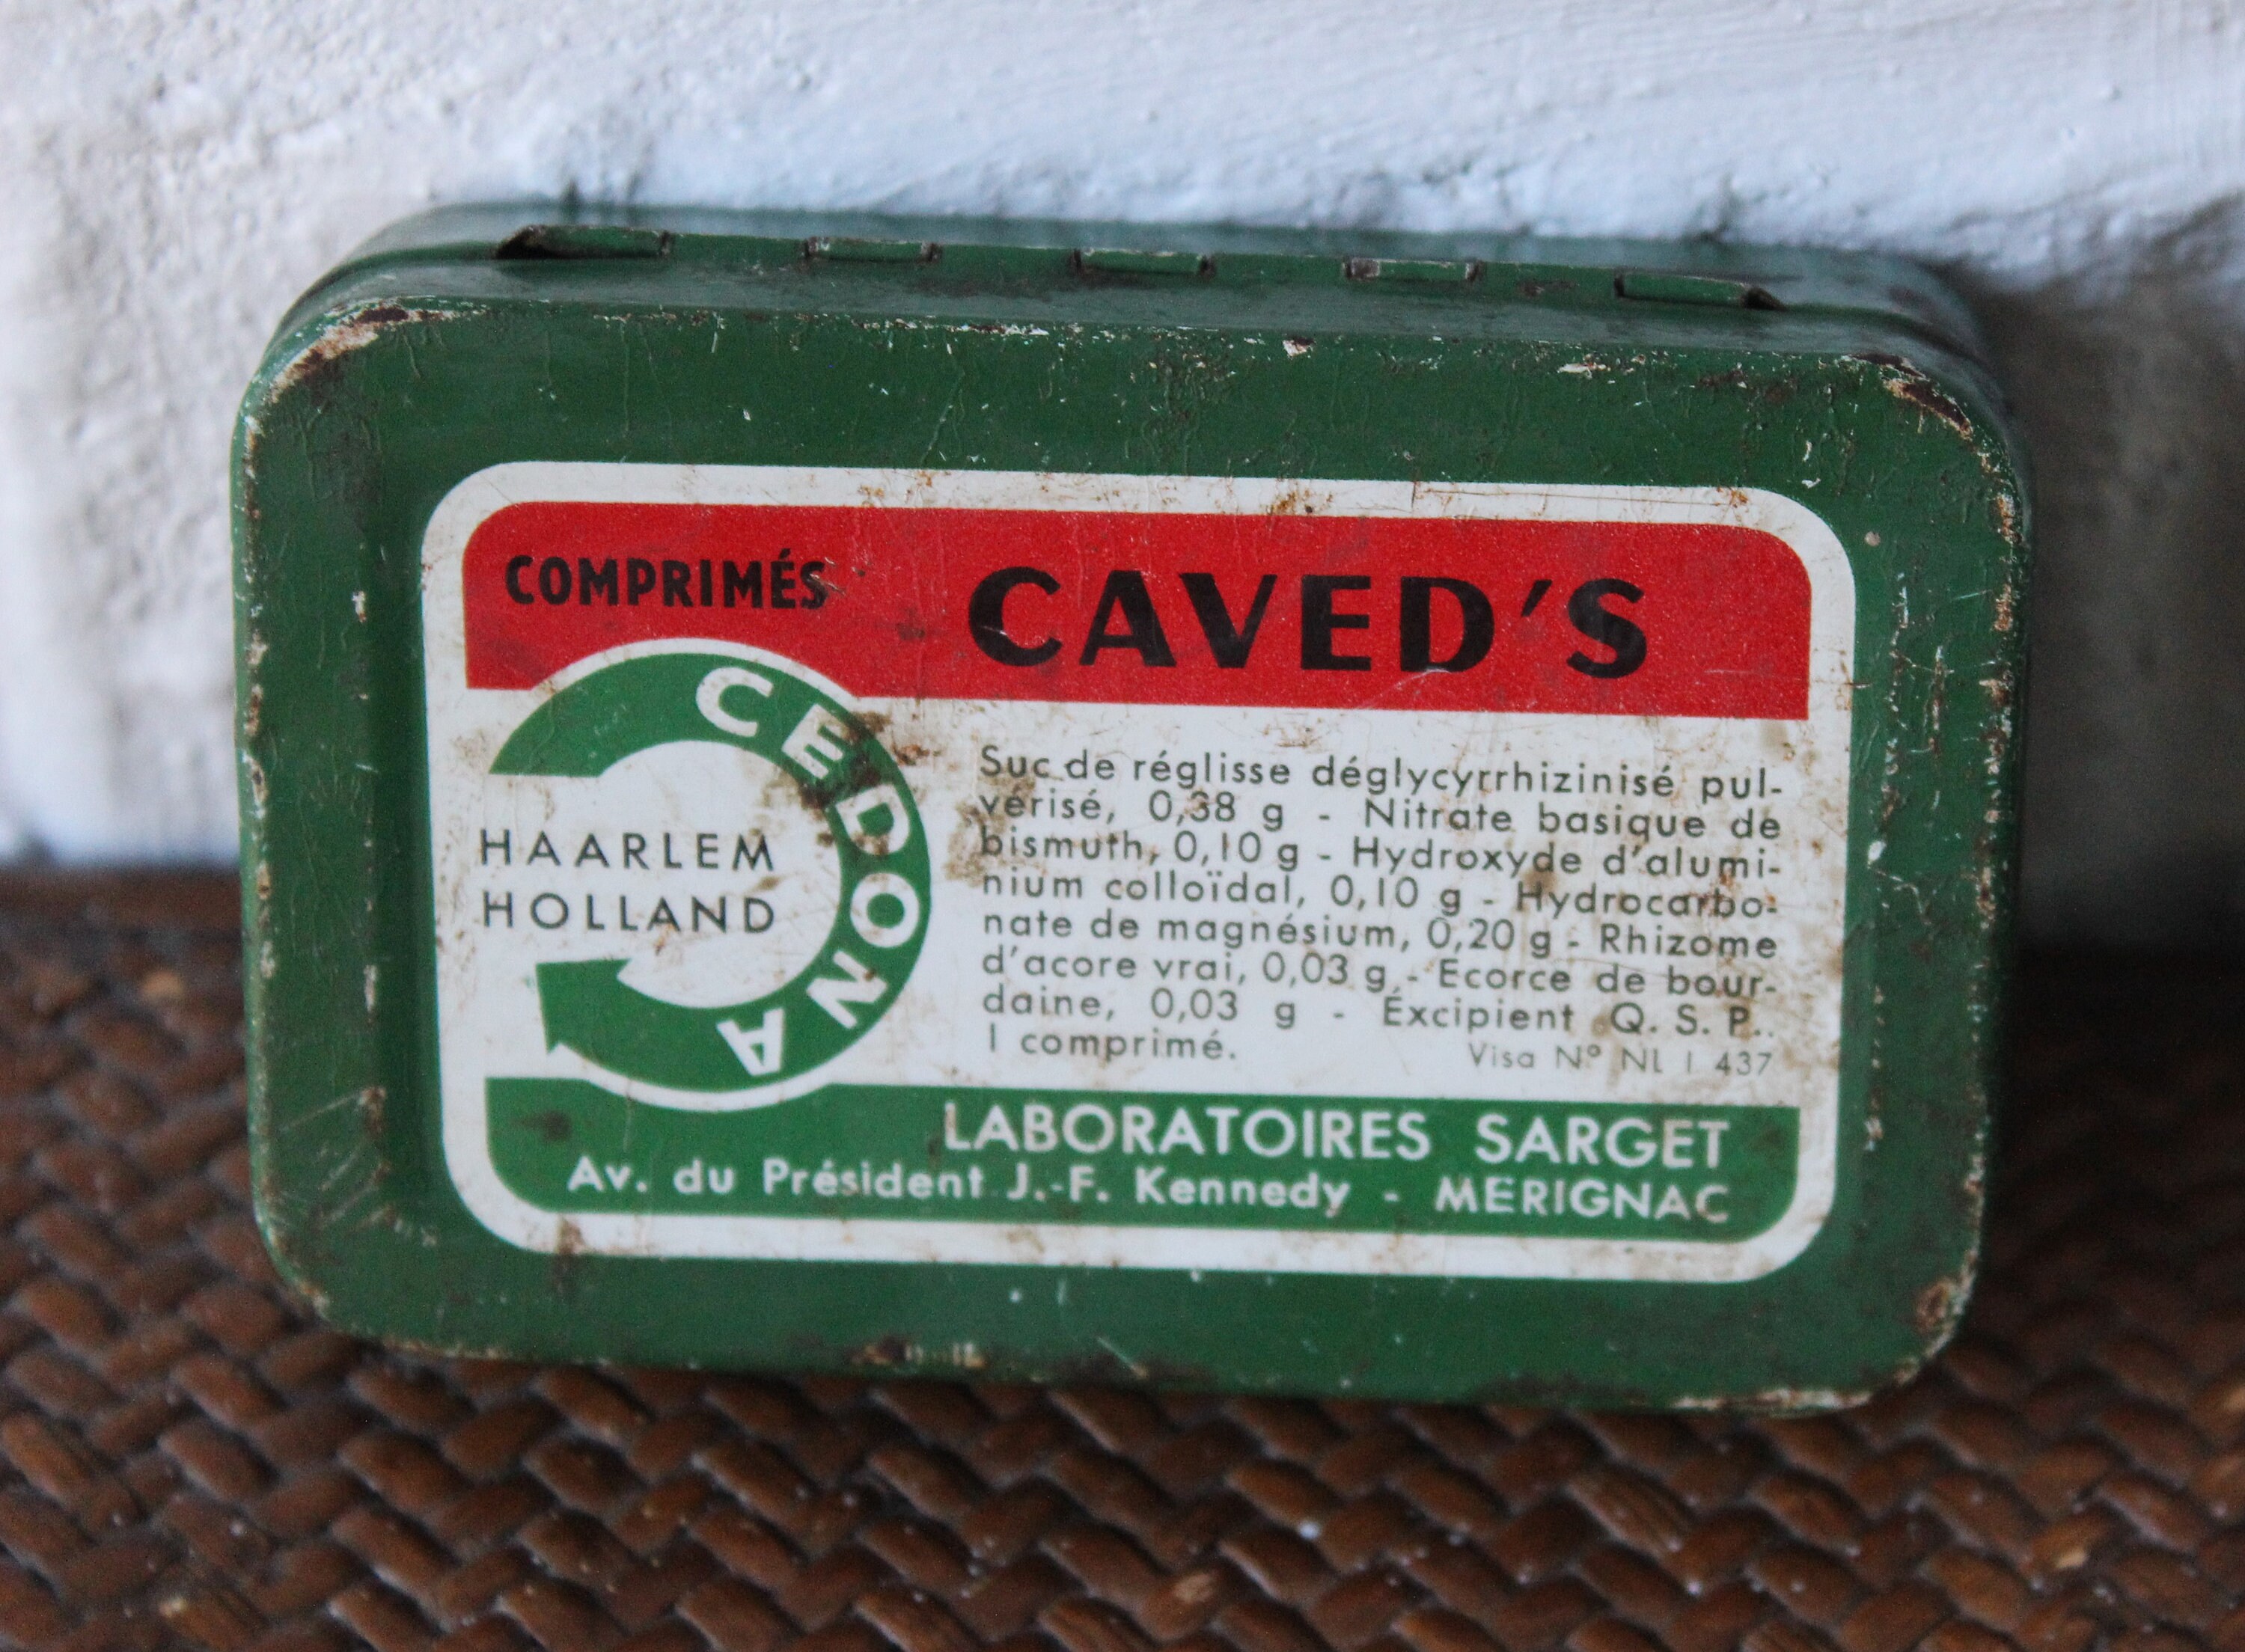 COMPRIMÉS CAVED'S
CEDONA
HAARLEM
HOLLAND
Suc de réglisse déglycyrrhizinisé pul-
vérisé, 0,38 g - Nitrate basique de
bismuth, 0,10 g - Hydroxyde d'alumi-
nium colloïdal, 0,10 g - Hydrocarbo-
nate de magnésium, 0,20 g - Rhizome
d'acore vrai, 0,03 g - Ecorce de bour-
daine, 0,03 g - Excipient Q. S. P..
1 comprimé. Visa N° NL 1 437
LABORATOIRES SARGET
Av. du Président J.-F. Kennedy - MERIGNAC